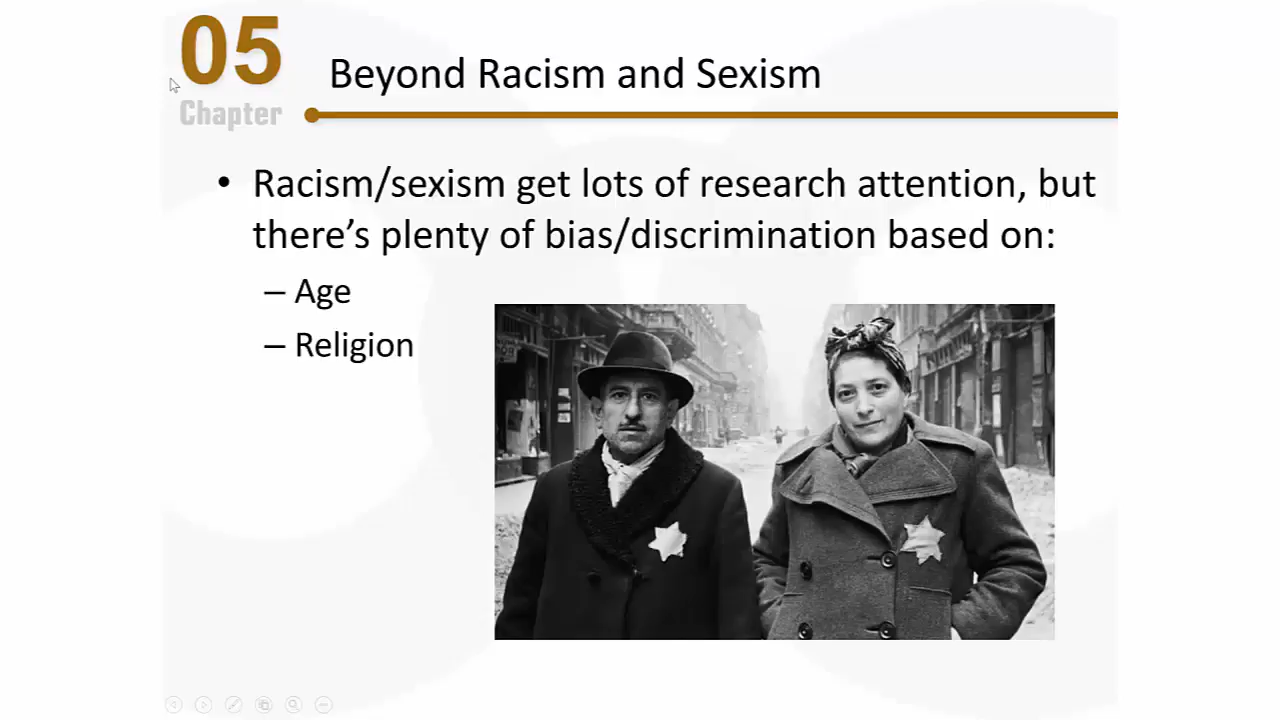 05
Chapter
Beyond Racism and Sexism
• Racism/sexism get lots of research attention, but
there’s plenty of bias/discrimination based on:
– Age
– Religion